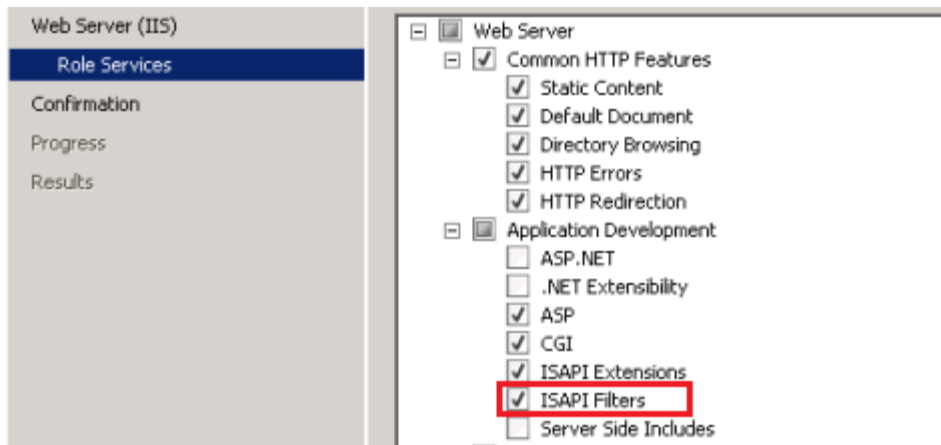 Web Server (IIS)
Role Services
Confirmation
Progress
Results
Web Server
Common HTTP Features
Static Content
Default Document
Directory Browsing
HTTP Errors
HTTP Redirection
Application Development
ASP.NET
.NET Extensibility
ASP
CGI
ISAPI Extensions
ISAPI Filters
Server Side Includes